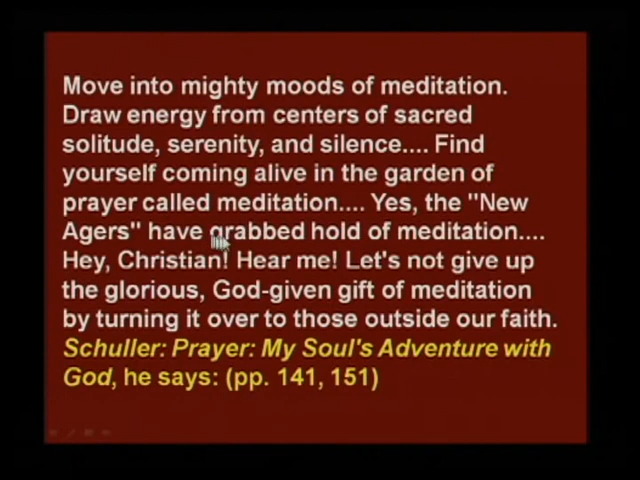 Move into mighty moods of meditation.
Draw energy from centers of sacred
solitude, serenity, and silence.... Find
yourself coming alive in the garden of
prayer called meditation.... Yes, the "New
Agers" have grabbed hold of meditation....
Hey, Christian! Hear me! Let's not give up
the glorious, God-given gift of meditation
by turning it over to those outside our faith.
Schuller: Prayer: My Soul's Adventure with
God, he says: (pp. 141, 151)